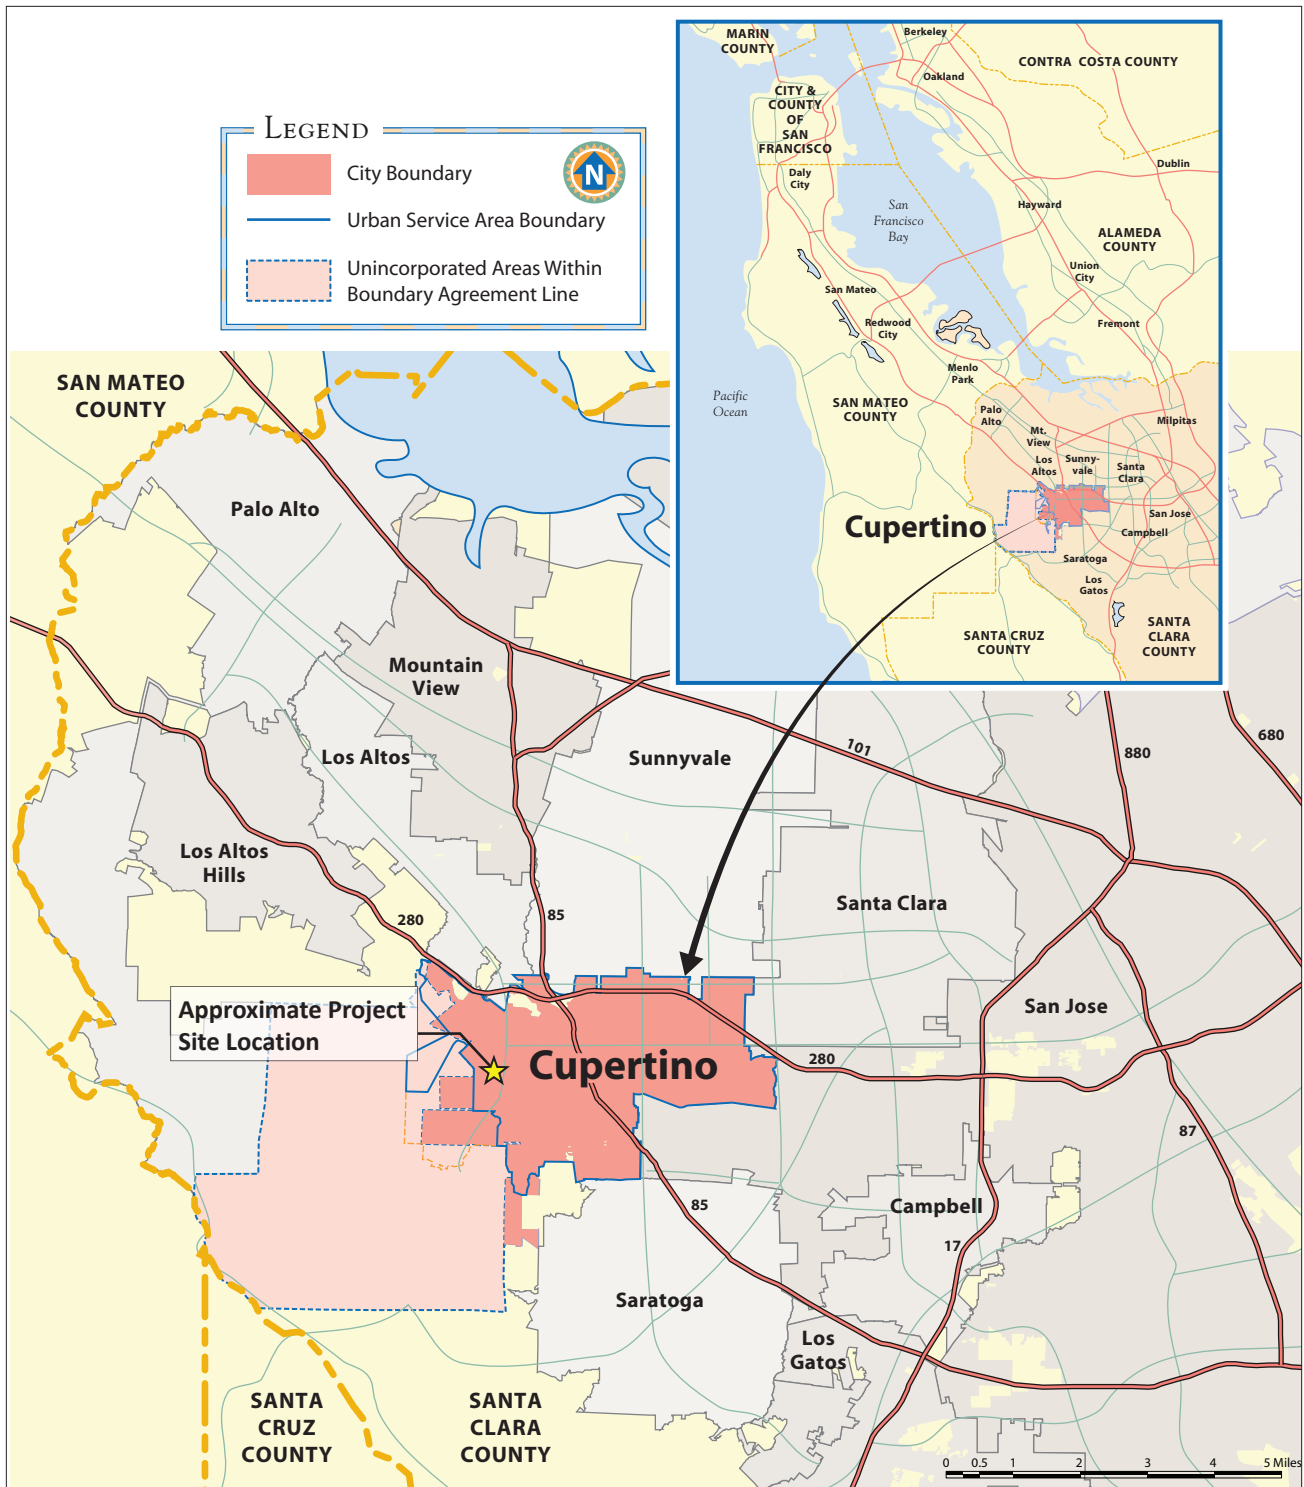 LEGEND
City Boundary
N
Urban Service Area Boundary
Unincorporated Areas Within
Boundary Agreement Line
MARIN
COUNTY
Berkeley
CONTRA COSTA COUNTY
Oakland
CITY &
COUNTY
OF
SAN
FRANCISCO
Dublin
Daly
City
San
Francisco
Bay
Hayward
ALAMEDA
COUNTY
Union
City
San Mateo
Redwood
City
Fremont
Menlo
Park
Pacific
Ocean
SAN MATEO
COUNTY
Palo
Alto
Milpitas
Mt.
View
Los
Altos
Sunny-
vale
Santa
Clara
San Jose
Cupertino
Campbell
Saratoga
Los
Gatos
SANTA CRUZ
COUNTY
SANTA
CLARA
COUNTY
SAN MATEO
COUNTY
Palo Alto
Mountain
View
Los Altos
Sunnyvale
101
880
680
Los Altos
Hills
280
85
Santa Clara
Approximate Project
Site Location
San Jose
Cupertino
280
87
85
Campbell
17
Saratoga
Los
Gatos
SANTA
CRUZ
COUNTY
SANTA
CLARA
COUNTY
0 0.5 1 2 3 4 5 Miles